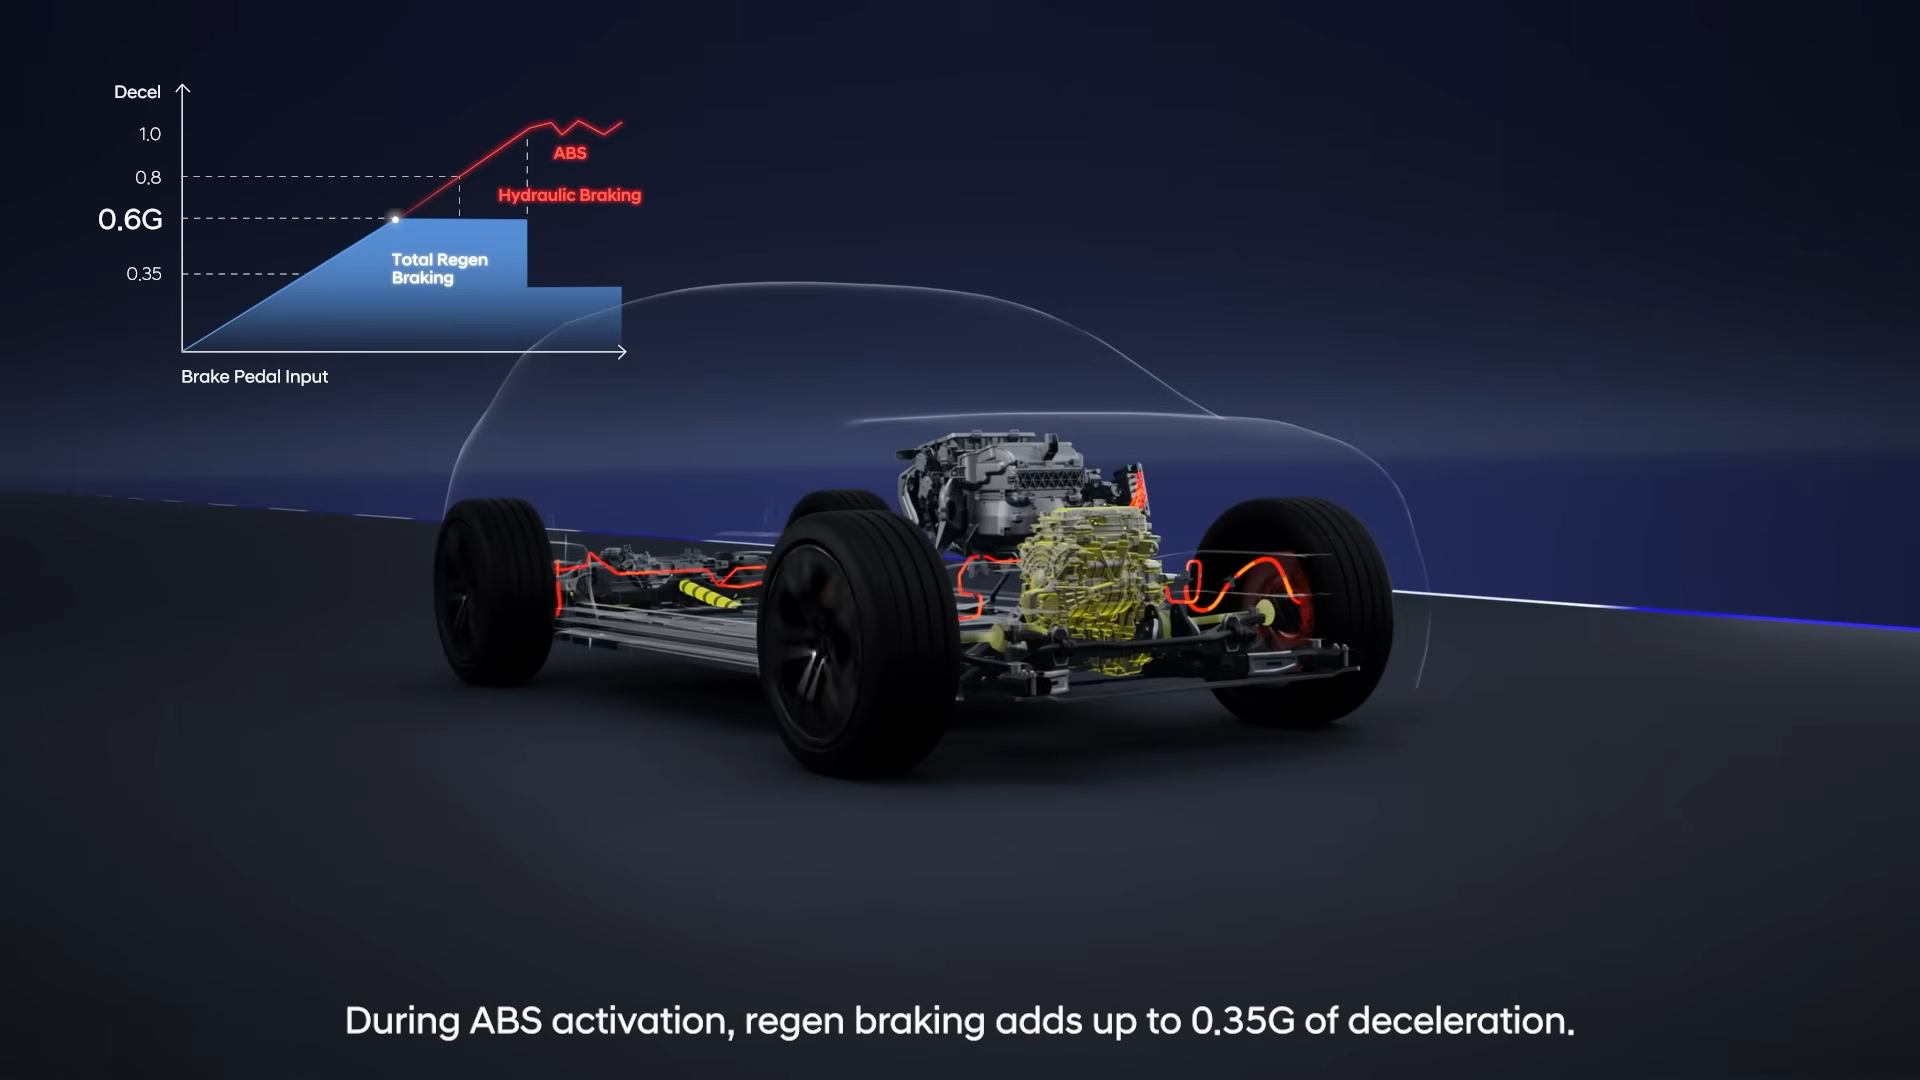 Decel
1.0
0.8
0.6G
0.35
ABS
Hydraulic Braking
Total Regen
Braking
Brake Pedal Input
During ABS activation, regen braking adds up to 0.35G of deceleration.